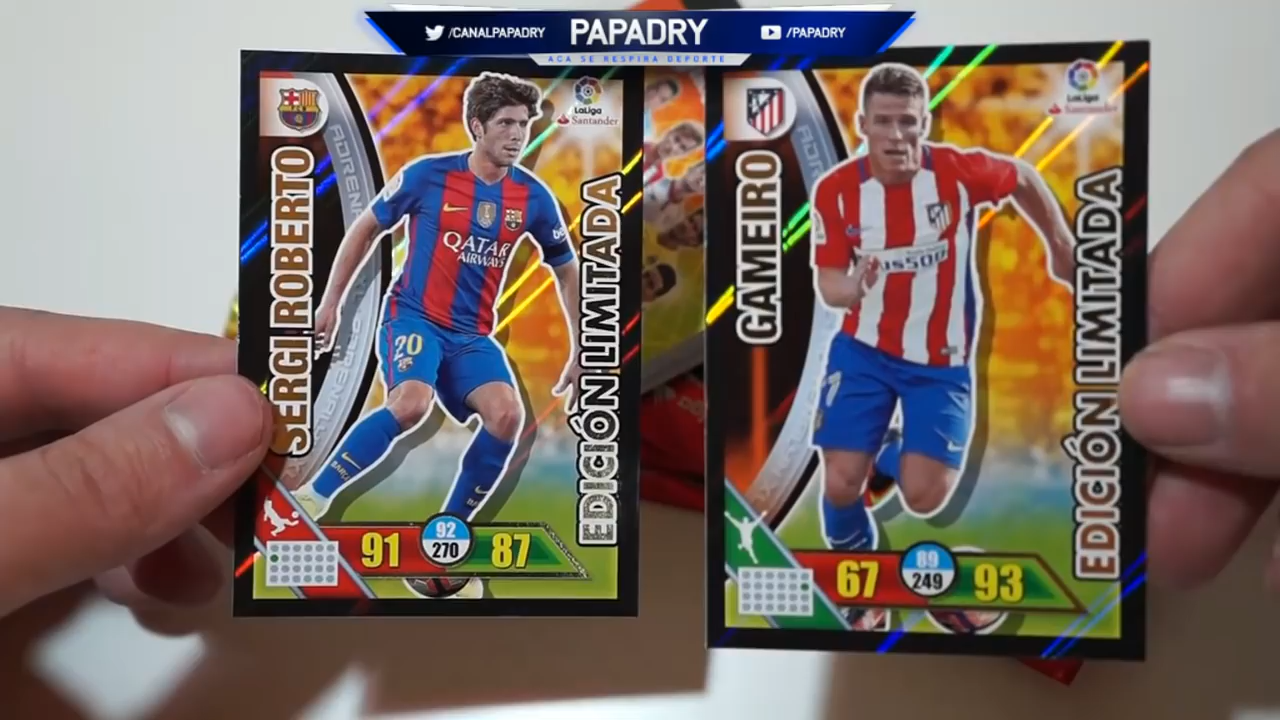 /CANALPAPADRY
PAPADRY
/PAPADRY
ACA SE RESPIRA DEPORTE
SERGI ROBERTO
LaLiga
Santander
QATAR
AIRWAYS
20
EDICIÓN LIMITADA
91
92
270
87
GAMEIRO
LaLiga
Santander
EDICIÓN LIMITADA
67
89
249
93